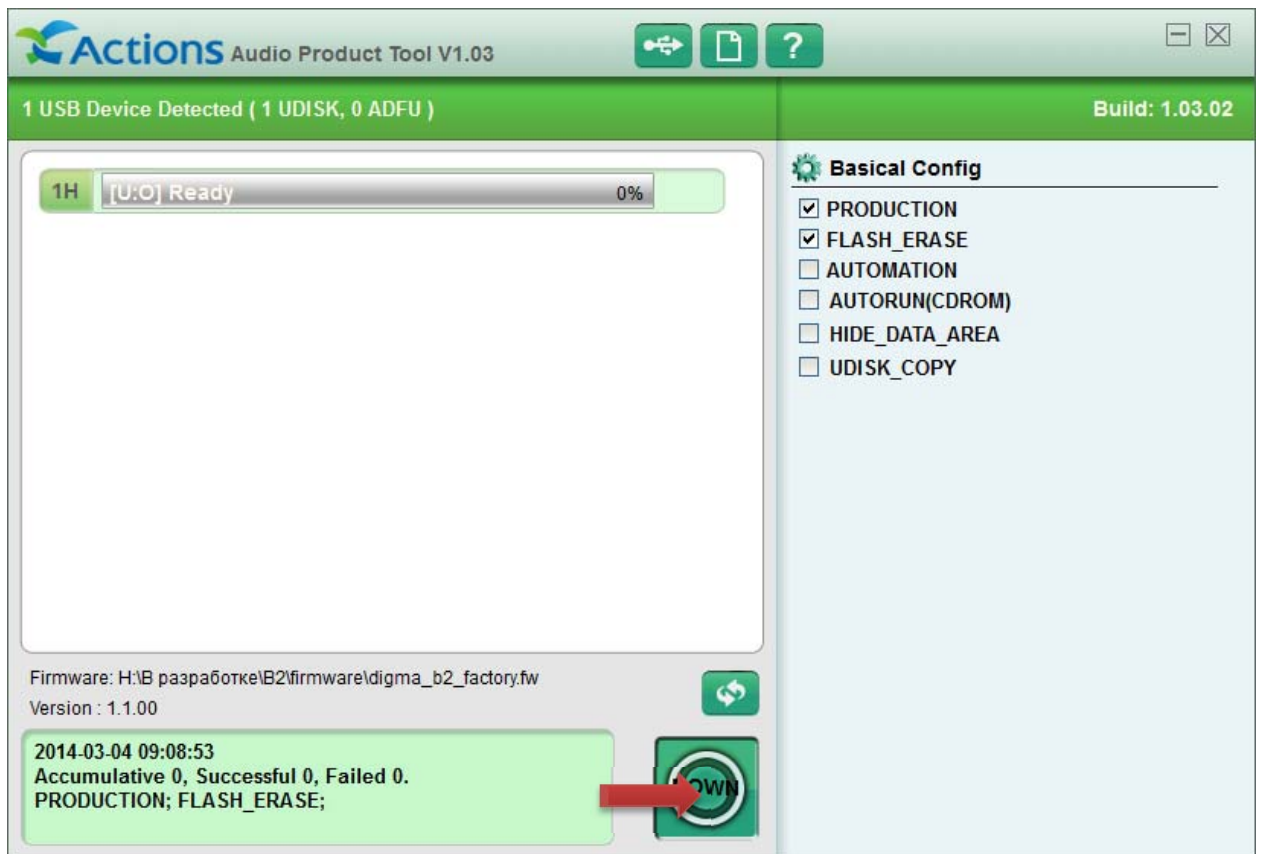 Actions Audio Product Tool V1.03
?
1 USB Device Detected ( 1 UDISK, 0 ADFU )
Build: 1.03.02
1H [U:O] Ready 0%
Basical Config
PRODUCTION
FLASH_ERASE
AUTOMATION
AUTORUN(CDROM)
HIDE_DATA_AREA
UDISK_COPY
Firmware: H:\В разработке\B2\firmware\digma_b2_factory.fw
Version : 1.1.00
2014-03-04 09:08:53
Accumulative 0, Successful 0, Failed 0.
PRODUCTION; FLASH_ERASE;
DOWN